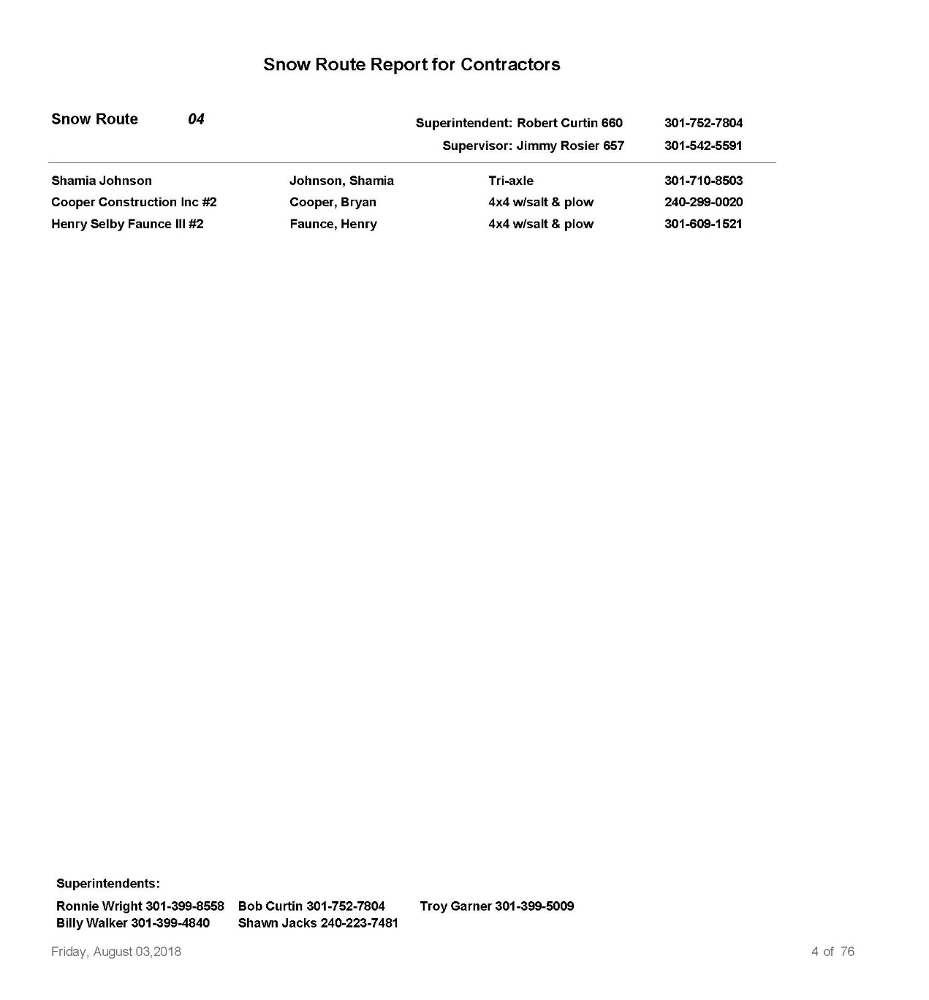 Snow Route Report for Contractors
Snow Route 04
Superintendent: Robert Curtin 660 301-752-7804
Supervisor: Jimmy Rosier 657 301-542-5591
Shamia Johnson Johnson, Shamia Tri-axle 301-710-8503
Cooper Construction Inc #2 Cooper, Bryan 4x4 w/salt & plow 240-299-0020
Henry Selby Faunce III #2 Faunce, Henry 4x4 w/salt & plow 301-609-1521
Superintendents:
Ronnie Wright 301-399-8558 Bob Curtin 301-752-7804 Troy Garner 301-399-5009
Billy Walker 301-399-4840 Shawn Jacks 240-223-7481
Friday, August 03,2018 4 of 76